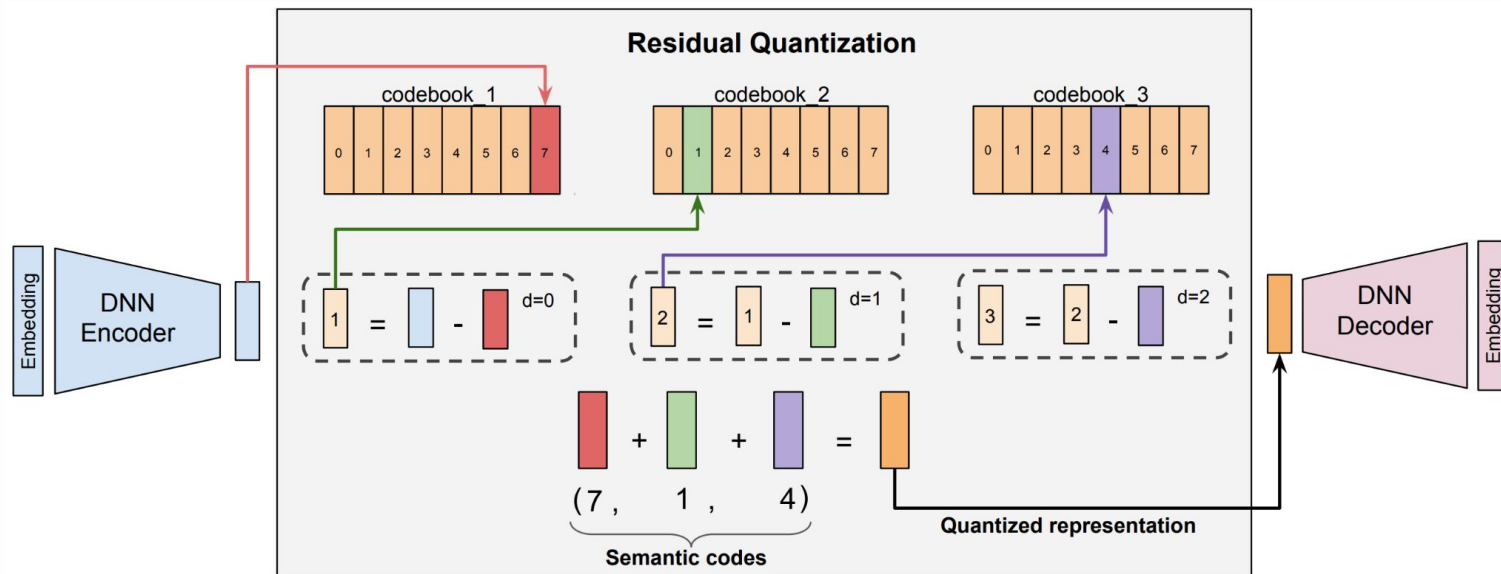 Residual Quantization
codebook_1
codebook_2
codebook_3
0 1 2 3 4 5 6 7
0 1 2 3 4 5 6 7
0 1 2 3 4 5 6 7
Embedding
DNN
Encoder
1 = - d=0
2 = 1 - d=1
3 = 2 - d=2
DNN
Decoder
Embedding
+ + =
(7, 1, 4)
Semantic codes
Quantized representation